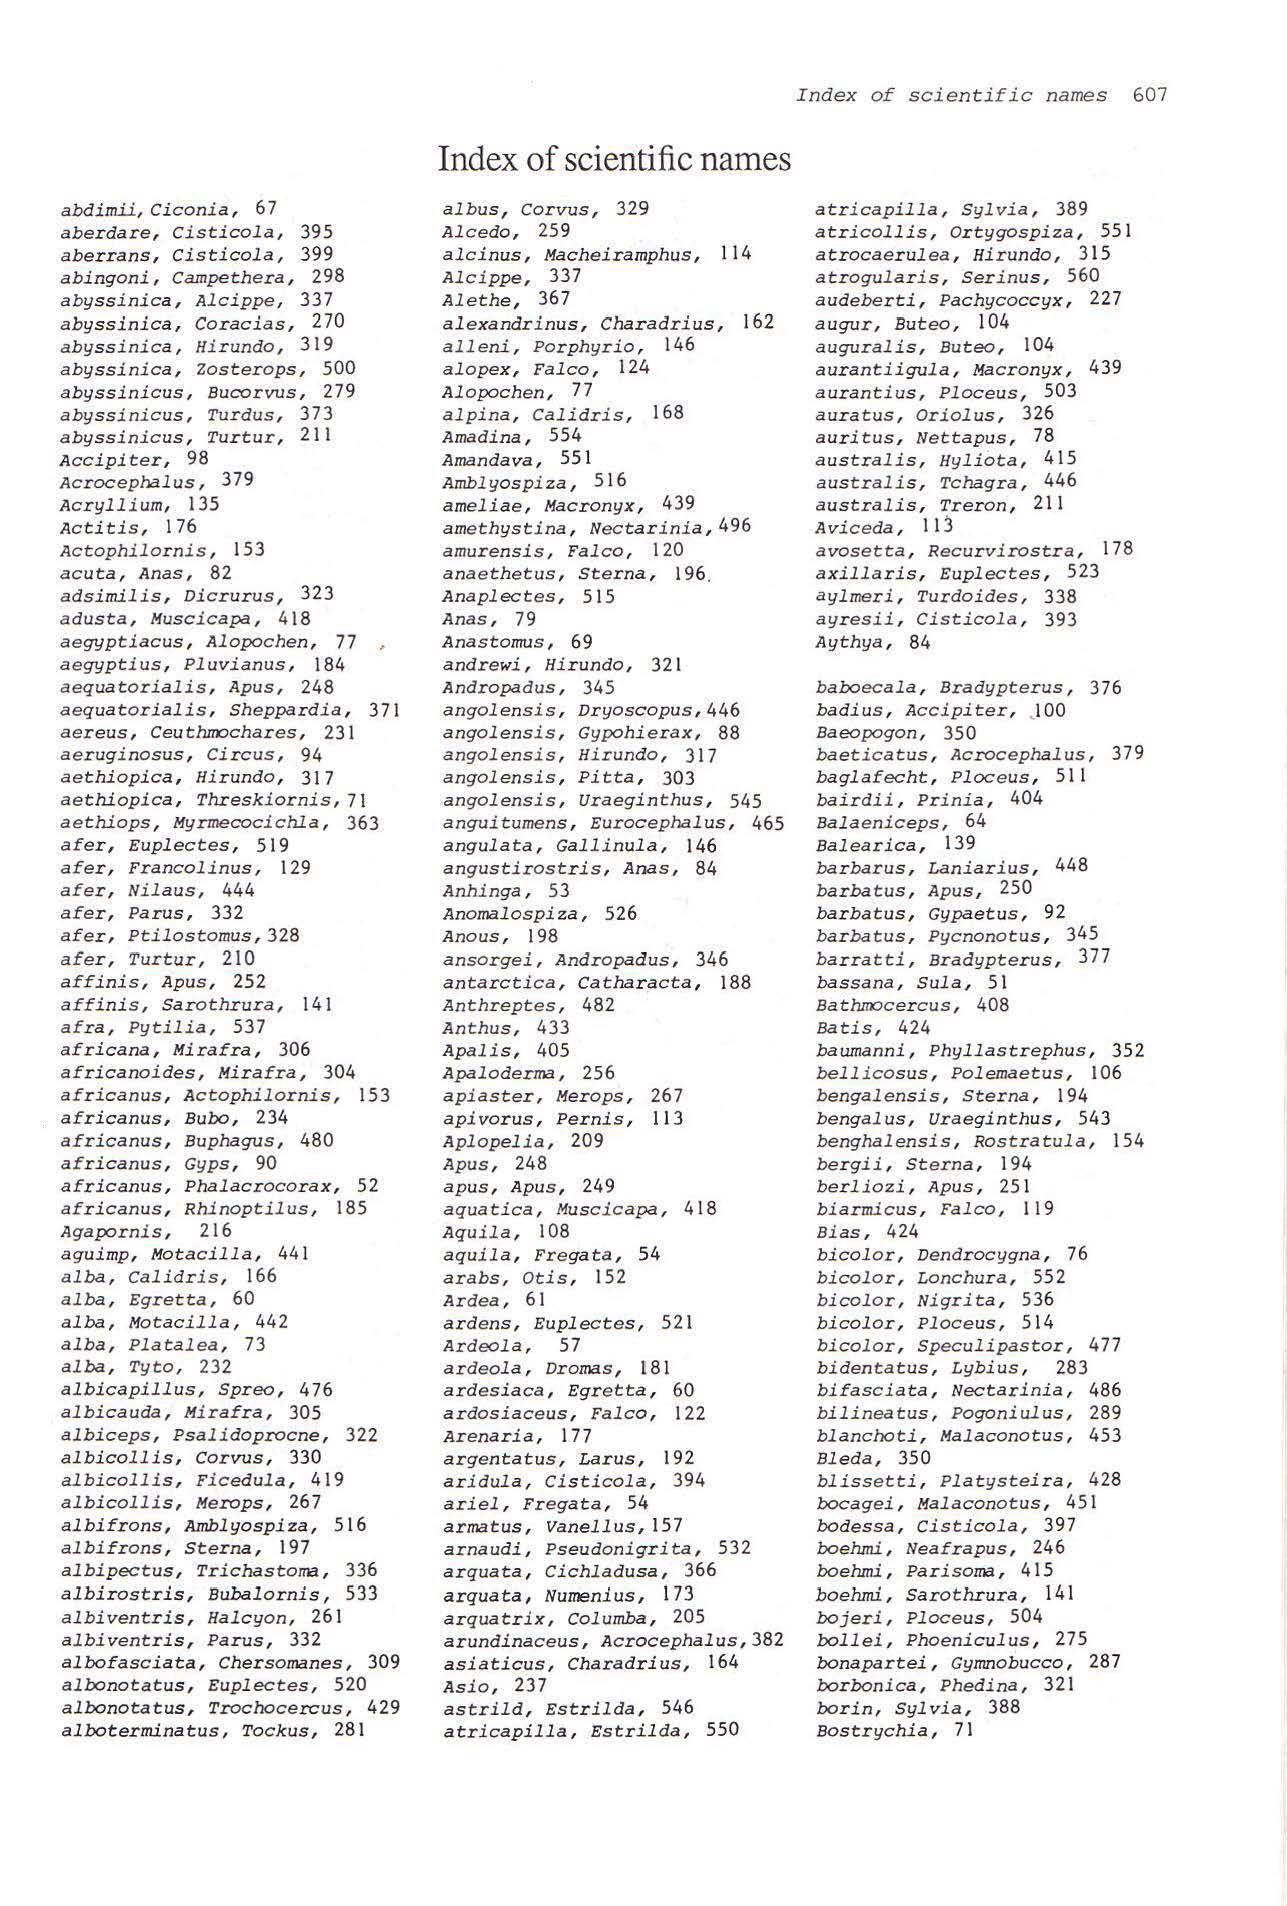 Index of scientific names 607
Index of scientific names
abdimii, Ciconia, 67
aberdare, Cisticola, 395
aberrans, Cisticola, 399
abingoni, Campethera, 298
abyssinica, Alcippe, 337
abyssinica, Coracias, 270
abyssinica, Hirundo, 319
abyssinica, Zosterops, 500
abyssinicus, Bucorvus, 279
abyssinicus, Turdus, 373
abyssinicus, Turtur, 211
Accipiter, 98
Acrocephalus, 379
Acryllium, 135
Actitis, 176
Actophilornis, 153
acuta, Anas, 82
adsimilis, Dicrurus, 323
adusta, Muscicapa, 418
aegyptiacus, Alopochen, 77
aegyptius, Pluvianus, 184
aequatorialis, Apus, 248
aequatorialis, Sheppardia, 371
aereus, Ceuthmochares, 231
aeruginosus, Circus, 94
aethiopica, Hirundo, 317
aethiopica, Threskiornis, 71
aethiops, Myrmecocichla, 363
afer, Euplectes, 519
afer, Francolinus, 129
afer, Nilaus, 444
afer, Parus, 332
afer, Ptilostomus, 328
afer, Turtur, 210
affinis, Apus, 252
affinis, Sarothrura, 141
afra, Pytilia, 537
africana, Mirafra, 306
africanoides, Mirafra, 304
africanus, Actophilornis, 153
africanus, Bubo, 234
africanus, Buphagus, 480
africanus, Gyps, 90
africanus, Phalacrocorax, 52
africanus, Rhinoptilus, 185
Agapornis, 216
aguimp, Motacilla, 441
alba, Calidris, 166
alba, Egretta, 60
alba, Motacilla, 442
alba, Platalea, 73
alba, Tyto, 232
albicapillus, Spreo, 476
albicauda, Mirafra, 305
albiceps, Psalidoprocne, 322
albicollis, Corvus, 330
albicollis, Ficedula, 419
albicollis, Merops, 267
albifrons, Amblyospiza, 516
albifrons, Sterna, 197
albipectus, Trichastoma, 336
albirostris, Bubalornis, 533
albiventris, Halcyon, 261
albiventris, Parus, 332
albofasciata, Chersomanes, 309
albonotatus, Euplectes, 520
albonotatus, Trochocercus, 429
alboterminatus, Tockus, 281
albus, Corvus, 329
Alcedo, 259
alcinus, Macheiramphus, 114
Alcippe, 337
Alethe, 367
alexandrinus, Charadrius, 162
alleni, Porphyrio, 146
alopex, Falco, 124
Alopochen, 77
alpina, Calidris, 168
Amadina, 554
Amandava, 551
Amblyospiza, 516
ameliae, Macronyx, 439
amethystina, Nectarinia, 496
amurensis, Falco, 120
anaethetus, Sterna, 196.
Anaplectes, 515
Anas, 79
Anastomus, 69
andrewi, Hirundo, 321
Andropadus, 345
angolensis, Dryoscopus, 446
angolensis, Gypohierax, 88
angolensis, Hirundo, 317
angolensis, Pitta, 303
angolensis, Uraeginthus, 545
anguitumens, Eurocephalus, 465
angulata, Gallinula, 146
angustirostris, Anas, 84
Anhinga, 53
Anomalospiza, 526
Anous, 198
ansorgei, Andropadus, 346
antarctica, Catharacta, 188
Anthreptes, 482
Anthus, 433
Apalis, 405
Apaloderma, 256
apiaster, Merops, 267
apivorus, Pernis, 113
Aplopelia, 209
Apus, 248
apus, Apus, 249
aquatica, Muscicapa, 418
Aquila, 108
aquila, Fregata, 54
arabs, Otis, 152
Ardea, 61
ardens, Euplectes, 521
Ardeola, 57
ardeola, Dromas, 181
ardesiaca, Egretta, 60
ardosiaceus, Falco, 122
Arenaria, 177
argentatus, Larus, 192
aridula, Cisticola, 394
ariel, Fregata, 54
armatus, Vanellus, 157
arnaudi, Pseudonigrita, 532
arquata, Cichladusa, 366
arquata, Numenius, 173
arquatrix, Columba, 205
arundinaceus, Acrocephalus, 382
asiaticus, Charadrius, 164
Asio, 237
astrild, Estrilda, 546
atricapilla, Estrilda, 550
atricapilla, Sylvia, 389
atricollis, Ortygospiza, 551
atrocaerulea, Hirundo, 315
atrogularis, Serinus, 560
audeberti, Pachycoccyx, 227
augur, Buteo, 104
auguralis, Buteo, 104
aurantiigula, Macronyx, 439
aurantius, Ploceus, 503
auratus, Oriolus, 326
auritus, Nettapus, 78
australis, Hyliota, 415
australis, Tchagra, 446
australis, Treron, 211
Aviceda, 113
avosetta, Recurvirostra, 178
axillaris, Euplectes, 523
aylmeri, Turdoides, 338
ayresii, Cisticola, 393
Aythya, 84
baboecala, Bradypterus, 376
badius, Accipiter, 100
Baeopogon, 350
baeticatus, Acrocephalus, 379
baglafecht, Ploceus, 511
bairdii, Prinia, 404
Balaeniceps, 64
Balearica, 139
barbarus, Laniarius, 448
barbatus, Apus, 250
barbatus, Gypaetus, 92
barbatus, Pycnonotus, 345
barratti, Bradypterus, 377
bassana, Sula, 51
Bathmocercus, 408
Batis, 424
baumanni, Phyllastrephus, 352
bellicosus, Polemaetus, 106
bengalensis, Sterna, 194
bengalus, Uraeginthus, 543
benghalensis, Rostratula, 154
bergii, Sterna, 194
berliozi, Apus, 251
biarmicus, Falco, 119
Bias, 424
bicolor, Dendrocygna, 76
bicolor, Lonchura, 552
bicolor, Nigrita, 536
bicolor, Ploceus, 514
bicolor, Speculipastor, 477
bidentatus, Lybius, 283
bifasciata, Nectarinia, 486
bilineatus, Pogoniulus, 289
blanchoti, Malaconotus, 453
Bleda, 350
blissetti, Platysteira, 428
bocagei, Malaconotus, 451
bodessa, Cisticola, 397
boehmi, Neafrapus, 246
boehmi, Parisoma, 415
boehmi, Sarothrura, 141
bojeri, Ploceus, 504
bollei, Phoeniculus, 275
bonapartei, Gymnobucco, 287
borbonica, Phedina, 321
borin, Sylvia, 388
Bostrychia, 71